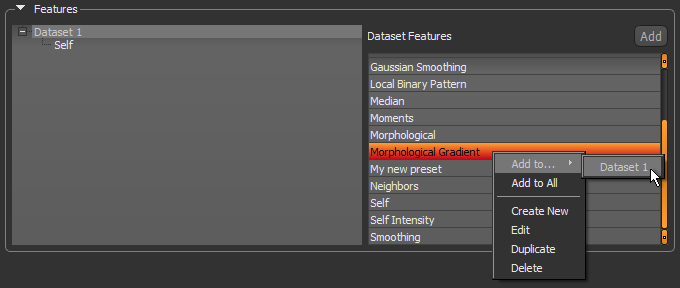 Features
Dataset 1
Self
Dataset Features
Add
Gaussian Smoothing
Local Binary Pattern
Median
Moments
Morphological
Morphological Gradient
My new preset
Neighbors
Self
Self Intensity
Smoothing
Add to...
Add to All
Create New
Edit
Duplicate
Delete
Dataset 1